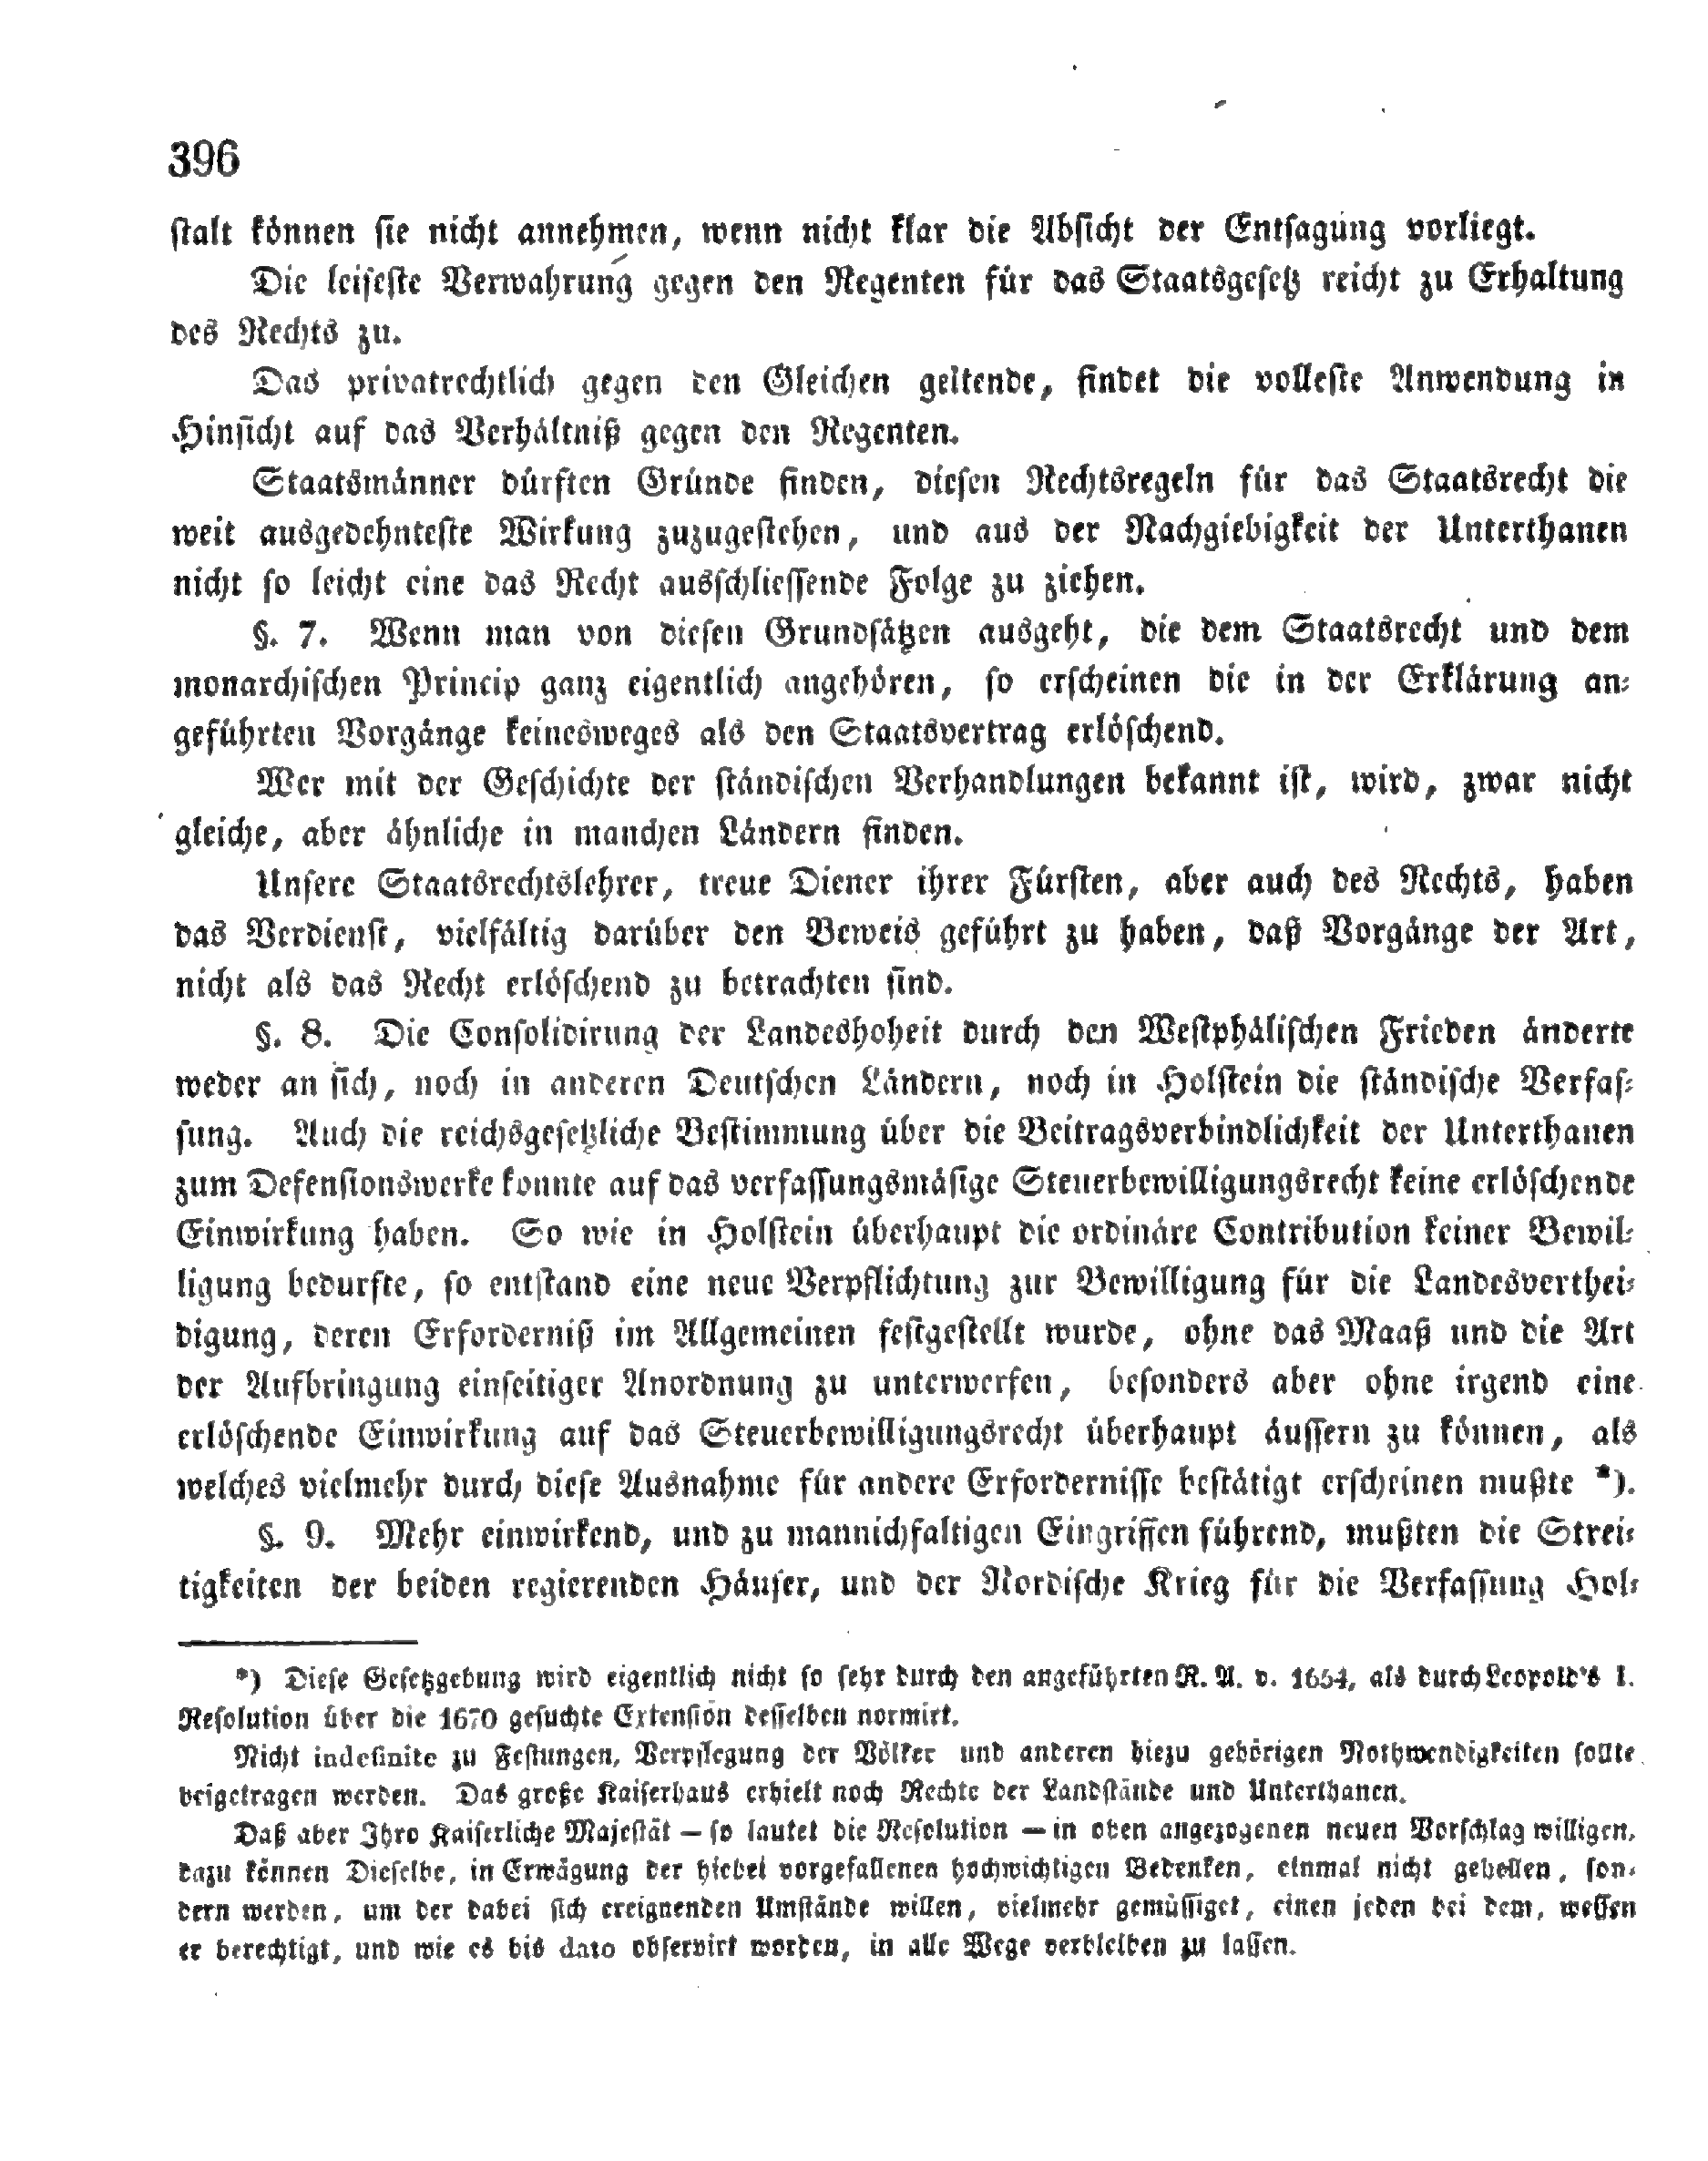 396
stalt können sie nicht annehmen, wenn nicht klar die Absicht der Entsagung vorliegt.
Die leiseste Verwahrung gegen den Regenten für das Staatsgesetz reicht zu Erhaltung
des Rechts zu.
Das privatrechtlich gegen den Gleichen geltende, findet die volleste Anwendung in
Hinsicht auf das Verhältniß gegen den Regenten.
Staatsmänner dürften Gründe finden, diesen Rechtsregeln für das Staatsrecht die
weit ausgedehnteste Wirkung zuzugestehen, und aus der Nachgiebigkeit der Unterthanen
nicht so leicht eine das Recht ausschliessende Folge zu ziehen.
§. 7. Wenn man von diesen Grundsätzen ausgeht, die dem Staatsrecht und dem
monarchischen Princip ganz eigentlich angehören, so erscheinen die in der Erklärung an-
geführten Vorgänge keinesweges als den Staatsvertrag erlöschend.
Wer mit der Geschichte der ständischen Verhandlungen bekannt ist, wird, zwar nicht
gleiche, aber ähnliche in manchen Ländern finden.
Unsere Staatsrechtslehrer, treue Diener ihrer Fürsten, aber auch des Rechts, haben
das Verdienst, vielfältig darüber den Beweis geführt zu haben, daß Vorgänge der Art,
nicht als das Recht erlöschend zu betrachten sind.
§. 8. Die Consolidirung der Landeshoheit durch den Westphälischen Frieden änderte
weder an sich, noch in anderen Deutschen Ländern, noch in Holstein die ständische Verfas-
sung. Auch die reichsgesetzliche Bestimmung über die Beitragsverbindlichkeit der Unterthanen
zum Defensionswerke konnte auf das verfassungsmäsige Steuerbewilligungsrecht keine erlöschende
Einwirkung haben. So wie in Holstein überhaupt die ordinäre Contribution keiner Bewil-
ligung bedurfte, so entstand eine neue Verpflichtung zur Bewilligung für die Landesverthei-
digung, deren Erforderniß im Allgemeinen festgestellt wurde, ohne das Maaß und die Art
der Aufbringung einseitiger Anordnung zu unterwerfen, besonders aber ohne irgend eine
erlöschende Einwirkung auf das Steuerbewilligungsrecht überhaupt äussern zu können, als
welches vielmehr durch diese Ausnahme für andere Erfordernisse bestätigt erscheinen mußte *).
§. 9. Mehr einwirkend, und zu mannichfaltigen Eingriffen führend, mußten die Strei-
tigkeiten der beiden regierenden Häuser, und der Nordische Krieg für die Verfassung Hol-
*) Diese Gesetzgebung wird eigentlich nicht so sehr durch den angeführten R. A. v. 1654, als durch Leopold's I.
Resolution über die 1670 gesuchte Extension desselben normirt.
Nicht indefinite zu Festungen, Verpflegung der Völker und anderen hiezu gehörigen Nothwendigkeiten sollte
beigetragen werden. Das große Kaiserhaus erhielt noch Rechte der Landstände und Unterthanen.
Daß aber Ihro Kaiserliche Majestät — so lautet die Resolution — in oben angezogenen neuen Vorschlag willigen,
dazu können Dieselbe, in Erwägung der hiebei vorgefallenen hochwichtigen Bedenken, einmal nicht gehellen, son-
dern werden, um der dabei sich ereignenden Umstände willen, vielmehr gemüssiget, einen jeden bei dem, wessen
er berechtigt, und wie es bis dato observirt worden, in alle Wege verbleiben zu lassen.